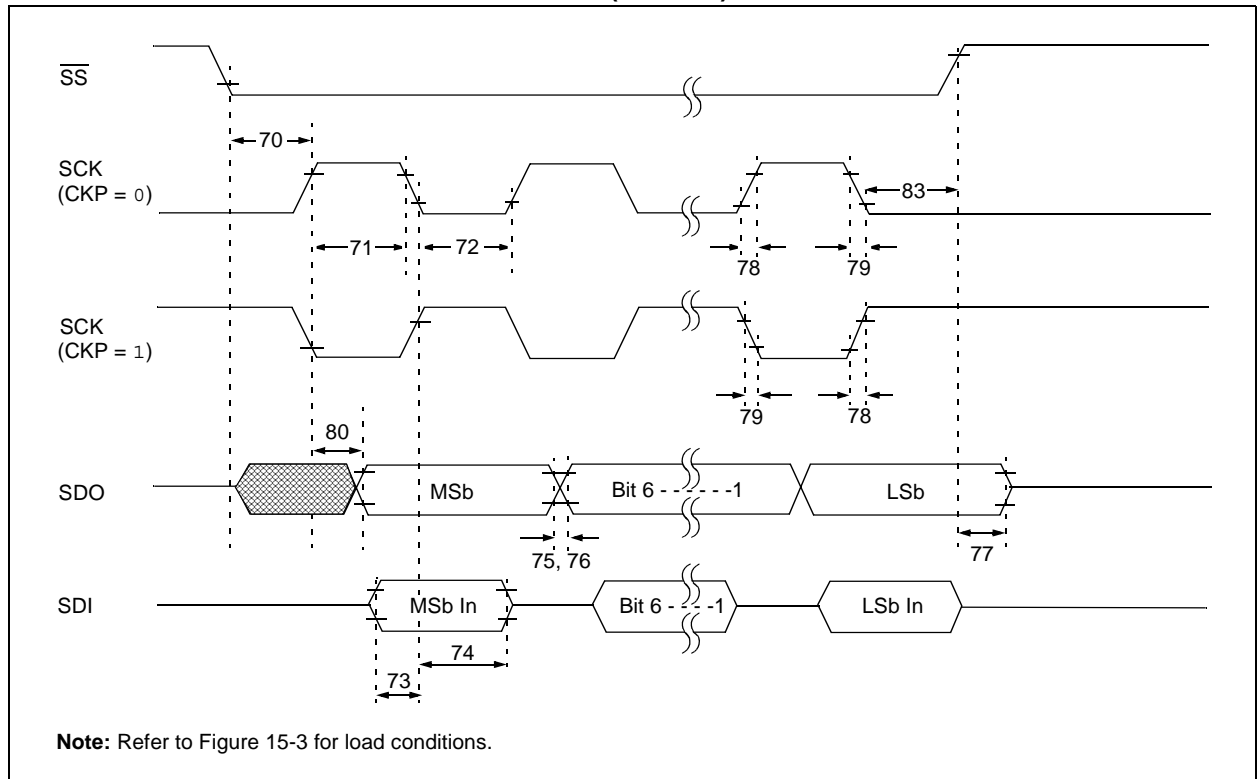 SS
70
SCK
(CKP = 0)
83
71
72
78
79
SCK
(CKP = 1)
79
78
80
SDO
MSb
Bit 6 - - - - - -1
LSb
75, 76
77
SDI
MSb In
Bit 6 - - - - -1
LSb In
74
73
Note: Refer to Figure 15-3 for load conditions.